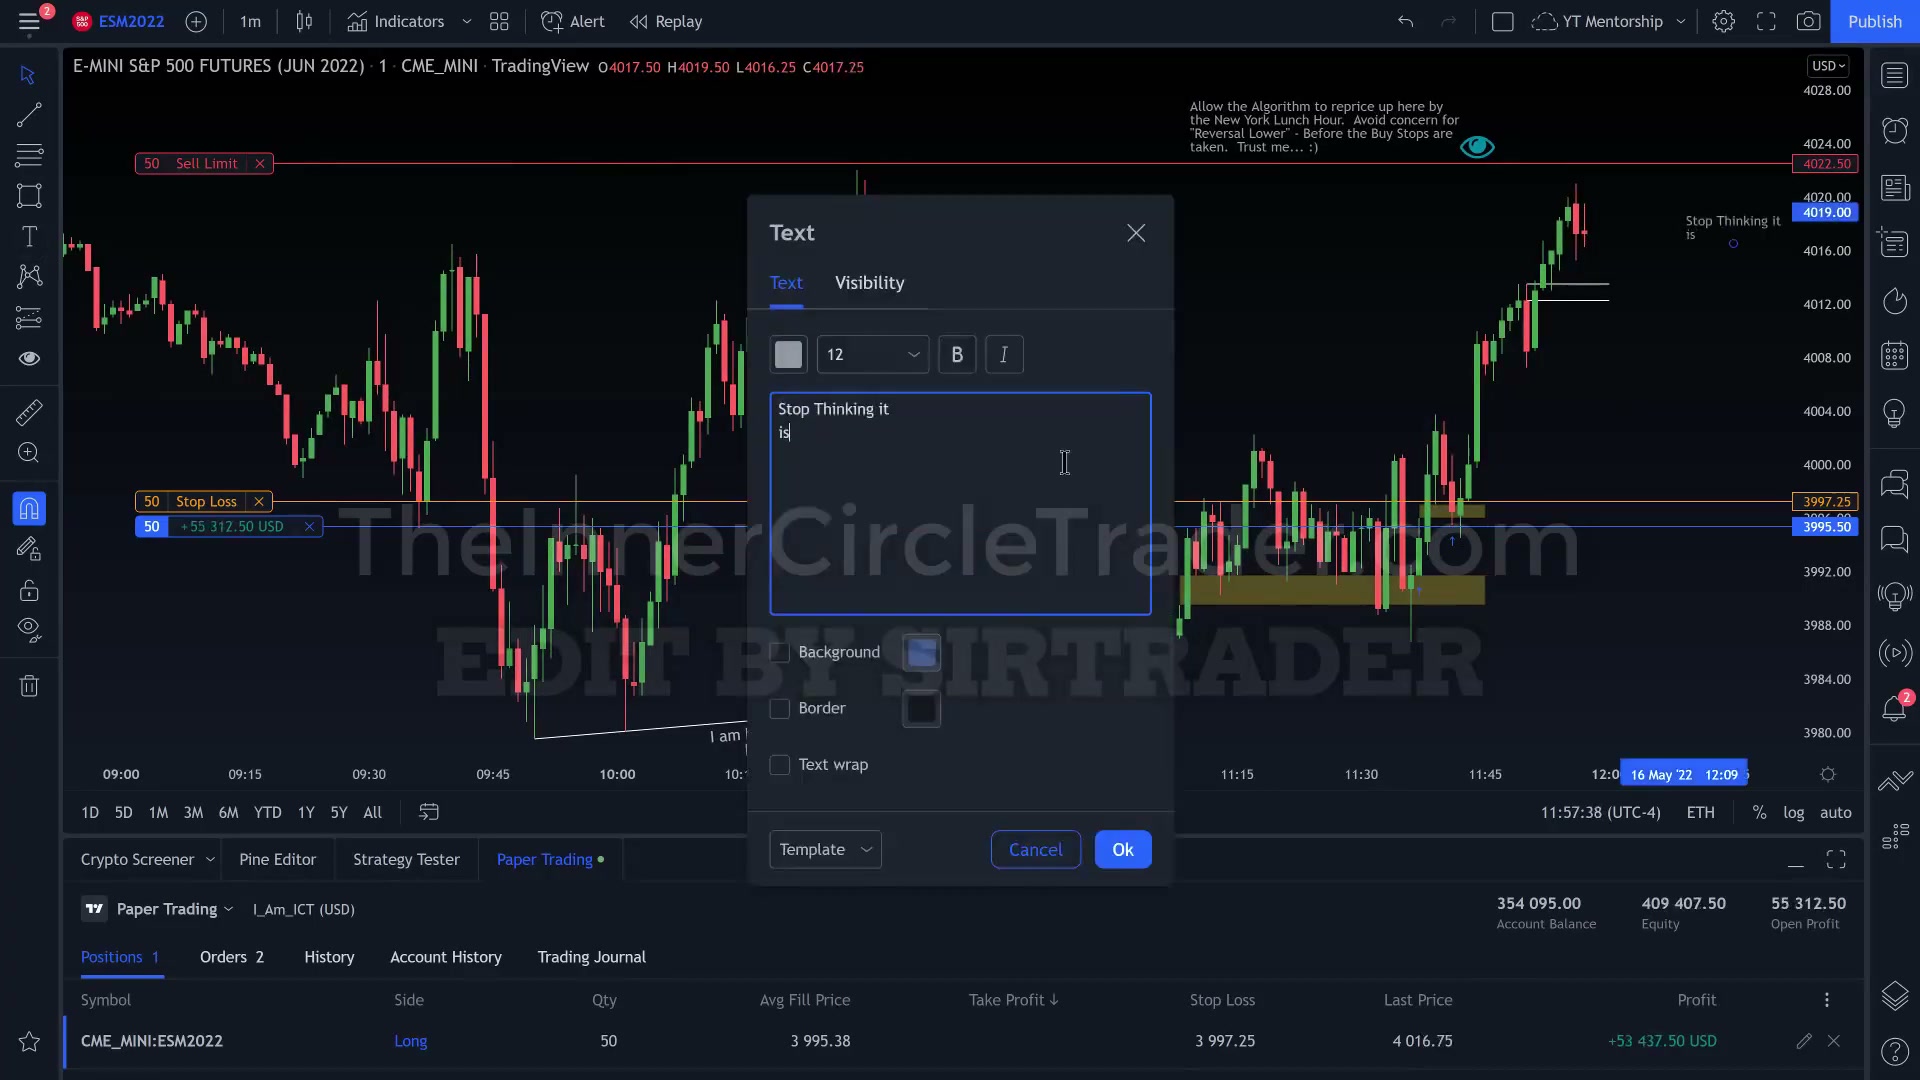 2
S&P 500
ESM2022
1m
Indicators
Alert
Replay
YT Mentorship
Publish
E-MINI S&P 500 FUTURES (JUN 2022) · 1 · CME_MINI · TradingView O4017.50 H4019.50 L4016.25 C4017.25
USD
4028.00
Allow the Algorithm to reprice up here by
the New York Lunch Hour. Avoid concern for
"Reversal Lower" - Before the Buy Stops are
taken. Trust me... :)
4024.00
50 Sell Limit
4022.50
4020.00
4019.00
Stop Thinking it
is
4016.00
4012.00
4008.00
4004.00
4000.00
50 Stop Loss
3997.25
50 +55 312.50 USD
3995.50
3992.00
3988.00
3984.00
3980.00
Text
Text
Visibility
12
B
I
Stop Thinking it
is
TheInnerCircleTrader.com
EDIT BY SIRTRADER
Background
Border
Text wrap
Template
Cancel
Ok
I am
09:00
09:15
09:30
09:45
10:00
11:15
11:30
11:45
16 May '22 12:09
2
1D
5D
1M
3M
6M
YTD
1Y
5Y
All
11:57:38 (UTC-4)
ETH
%
log
auto
Crypto Screener
Pine Editor
Strategy Tester
Paper Trading
Paper Trading
I_Am_ICT (USD)
354 095.00
Account Balance
409 407.50
Equity
55 312.50
Open Profit
Positions 1
Orders 2
History
Account History
Trading Journal
Symbol
Side
Qty
Avg Fill Price
Take Profit
Stop Loss
Last Price
Profit
CME_MINI:ESM2022
Long
50
3 995.38
3 997.25
4 016.75
+53 437.50 USD